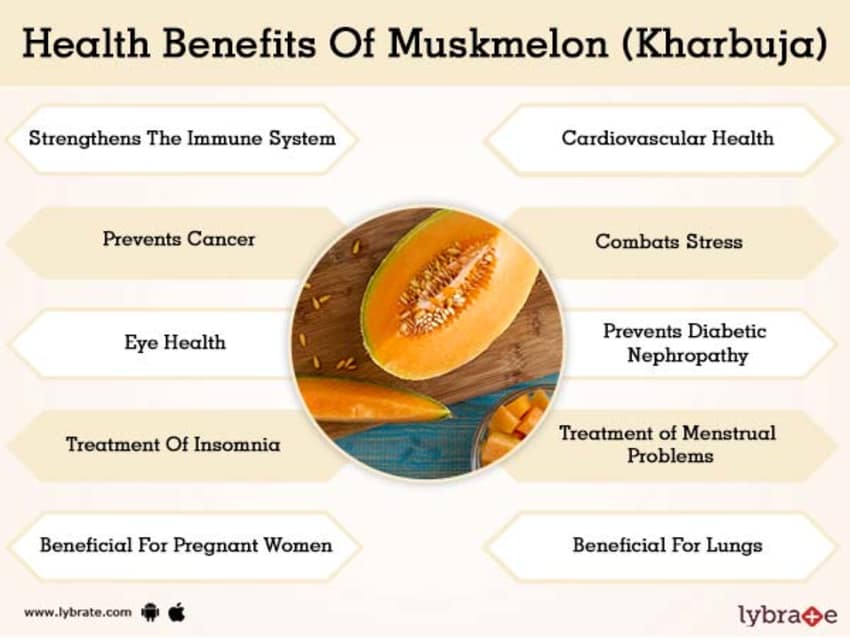 Health Benefits Of Muskmelon (Kharbuja)
Strengthens The Immune System
Cardiovascular Health
Prevents Cancer
Combats Stress
Eye Health
Prevents Diabetic
Nephropathy
Treatment Of Insomnia
Treatment of Menstrual
Problems
Beneficial For Pregnant Women
Beneficial For Lungs
www.lybrate.com
lybrate